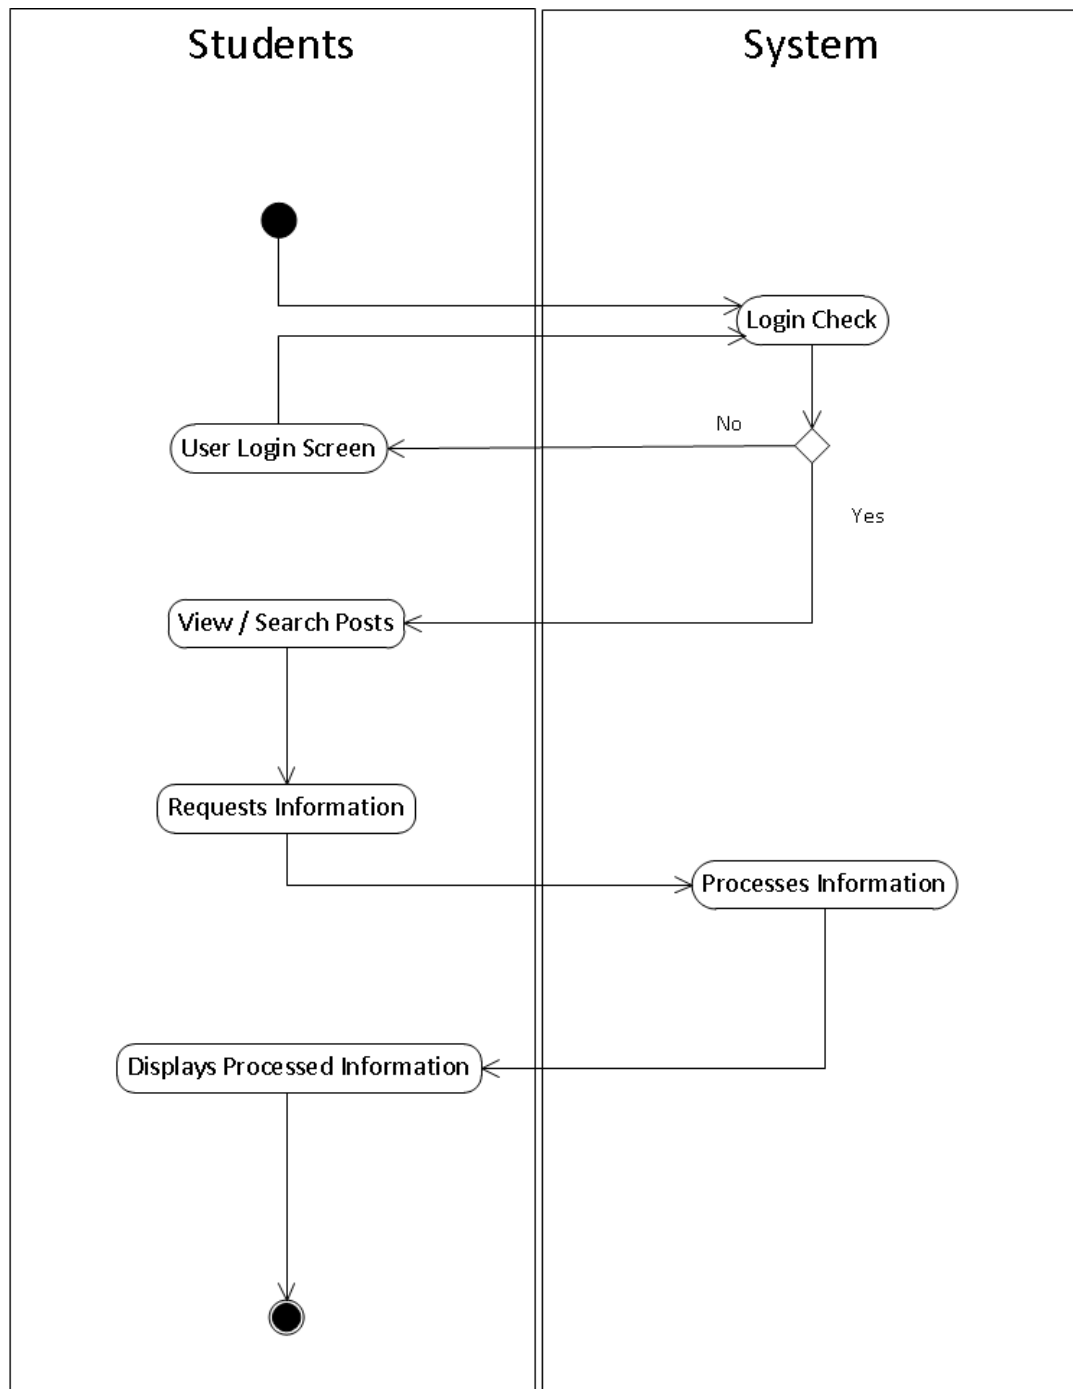 Students
System
Login Check
No
User Login Screen
Yes
View / Search Posts
Requests Information
Processes Information
Displays Processed Information